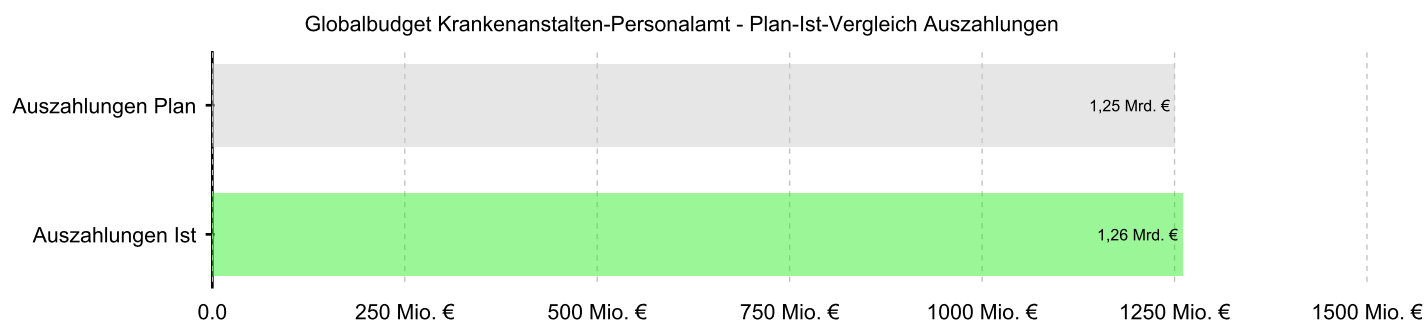 Globalbudget Krankenanstalten-Personalamt - Plan-Ist-Vergleich Auszahlungen
Auszahlungen Plan
1,25 Mrd. €
Auszahlungen Ist
1,26 Mrd. €
0.0
250 Mio. €
500 Mio. €
750 Mio. €
1000 Mio. €
1250 Mio. €
1500 Mio. €